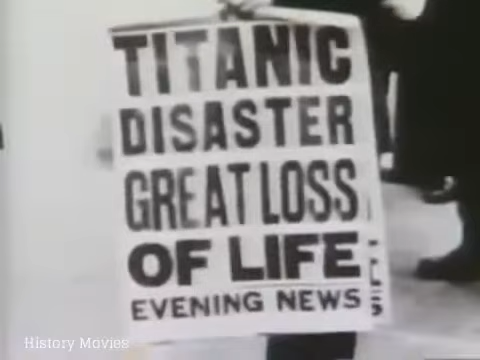 TITANIC
DISASTER
GREAT LOSS
OF LIFE
EVENING NEWS
History Movies